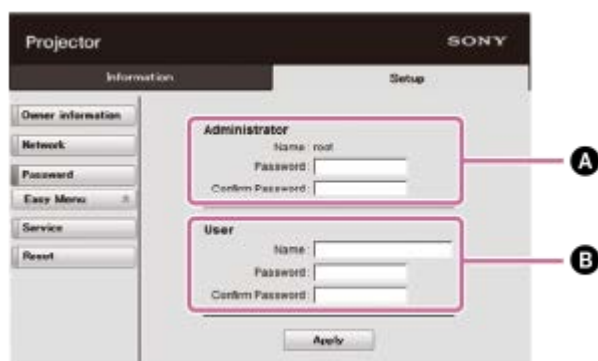 Projector
SONY
Information
Setup
Owner information
Network
Password
Easy Menu
Service
Reset
Administrator
Name: root
Password:
Confirm Password:
A
User
Name:
Password:
Confirm Password:
B
Apply